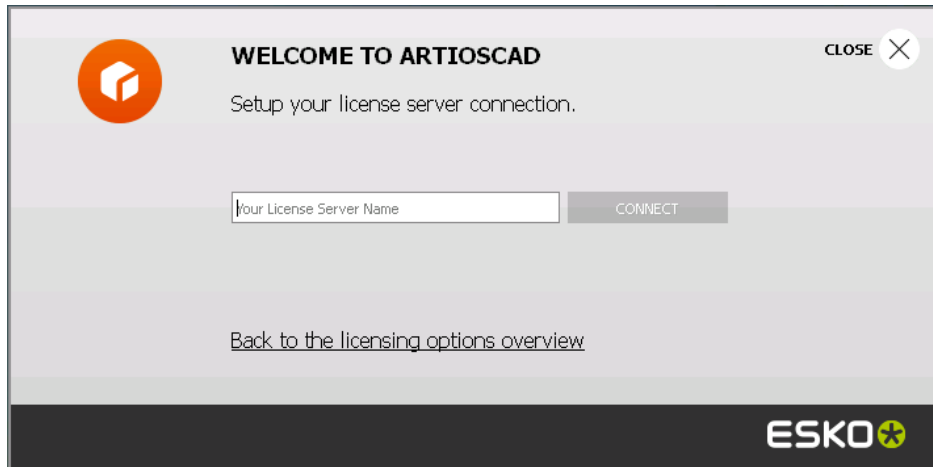 WELCOME TO ARTIOSCAD
CLOSE
Setup your license server connection.
Your License Server Name
CONNECT
Back to the licensing options overview
ESKO